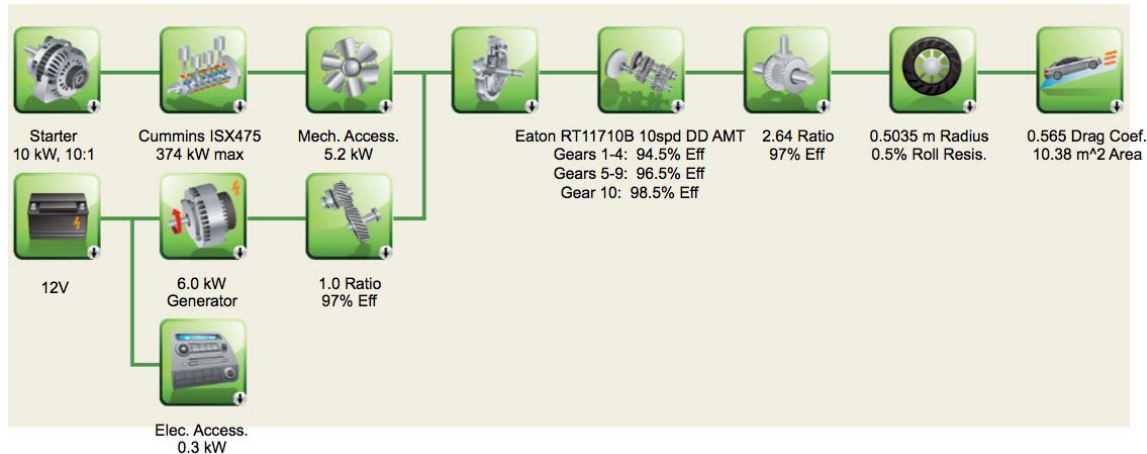 Starter
10 kW, 10:1
Cummins ISX475
374 kW max
Mech. Access.
5.2 kW
Eaton RT11710B 10spd DD AMT
Gears 1-4: 94.5% Eff
Gears 5-9: 96.5% Eff
Gear 10: 98.5% Eff
2.64 Ratio
97% Eff
0.5035 m Radius
0.5% Roll Resis.
0.565 Drag Coef.
10.38 m^2 Area
12V
6.0 kW
Generator
1.0 Ratio
97% Eff
Elec. Access.
0.3 kW